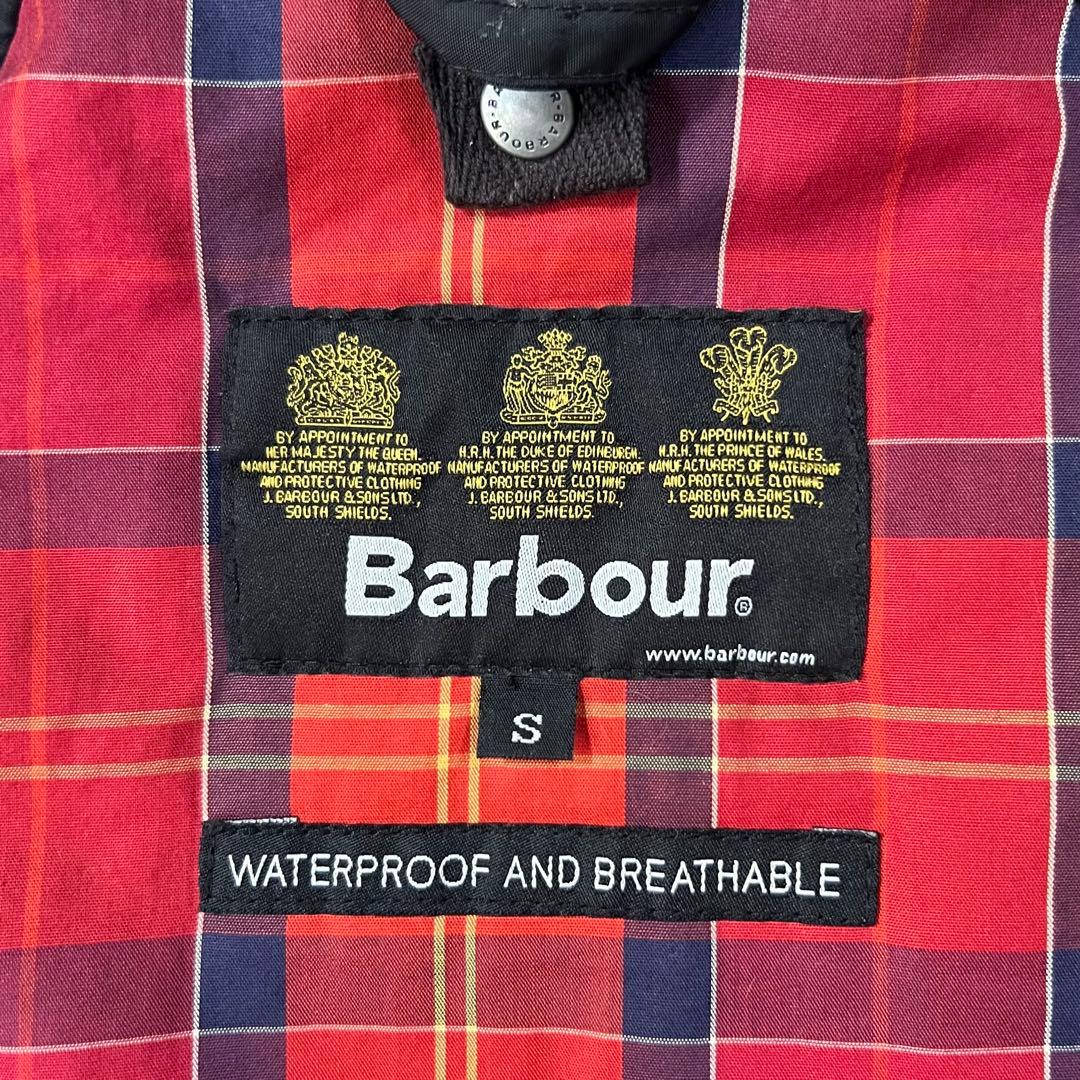 BARBOUR
BY APPOINTMENT TO
HER MAJESTY THE QUEEN.
MANUFACTURERS OF WATERPROOF
AND PROTECTIVE CLOTHING
J. BARBOUR & SONS LTD.,
SOUTH SHIELDS.
BY APPOINTMENT TO
H.R.H. THE DUKE OF EDINBURGH.
MANUFACTURERS OF WATERPROOF
AND PROTECTIVE CLOTHING
J. BARBOUR & SONS LTD.,
SOUTH SHIELDS.
BY APPOINTMENT TO
H.R.H. THE PRINCE OF WALES.
MANUFACTURERS OF WATERPROOF
AND PROTECTIVE CLOTHING
J. BARBOUR & SONS LTD.,
SOUTH SHIELDS.
Barbour®
www.barbour.com
S
WATERPROOF AND BREATHABLE